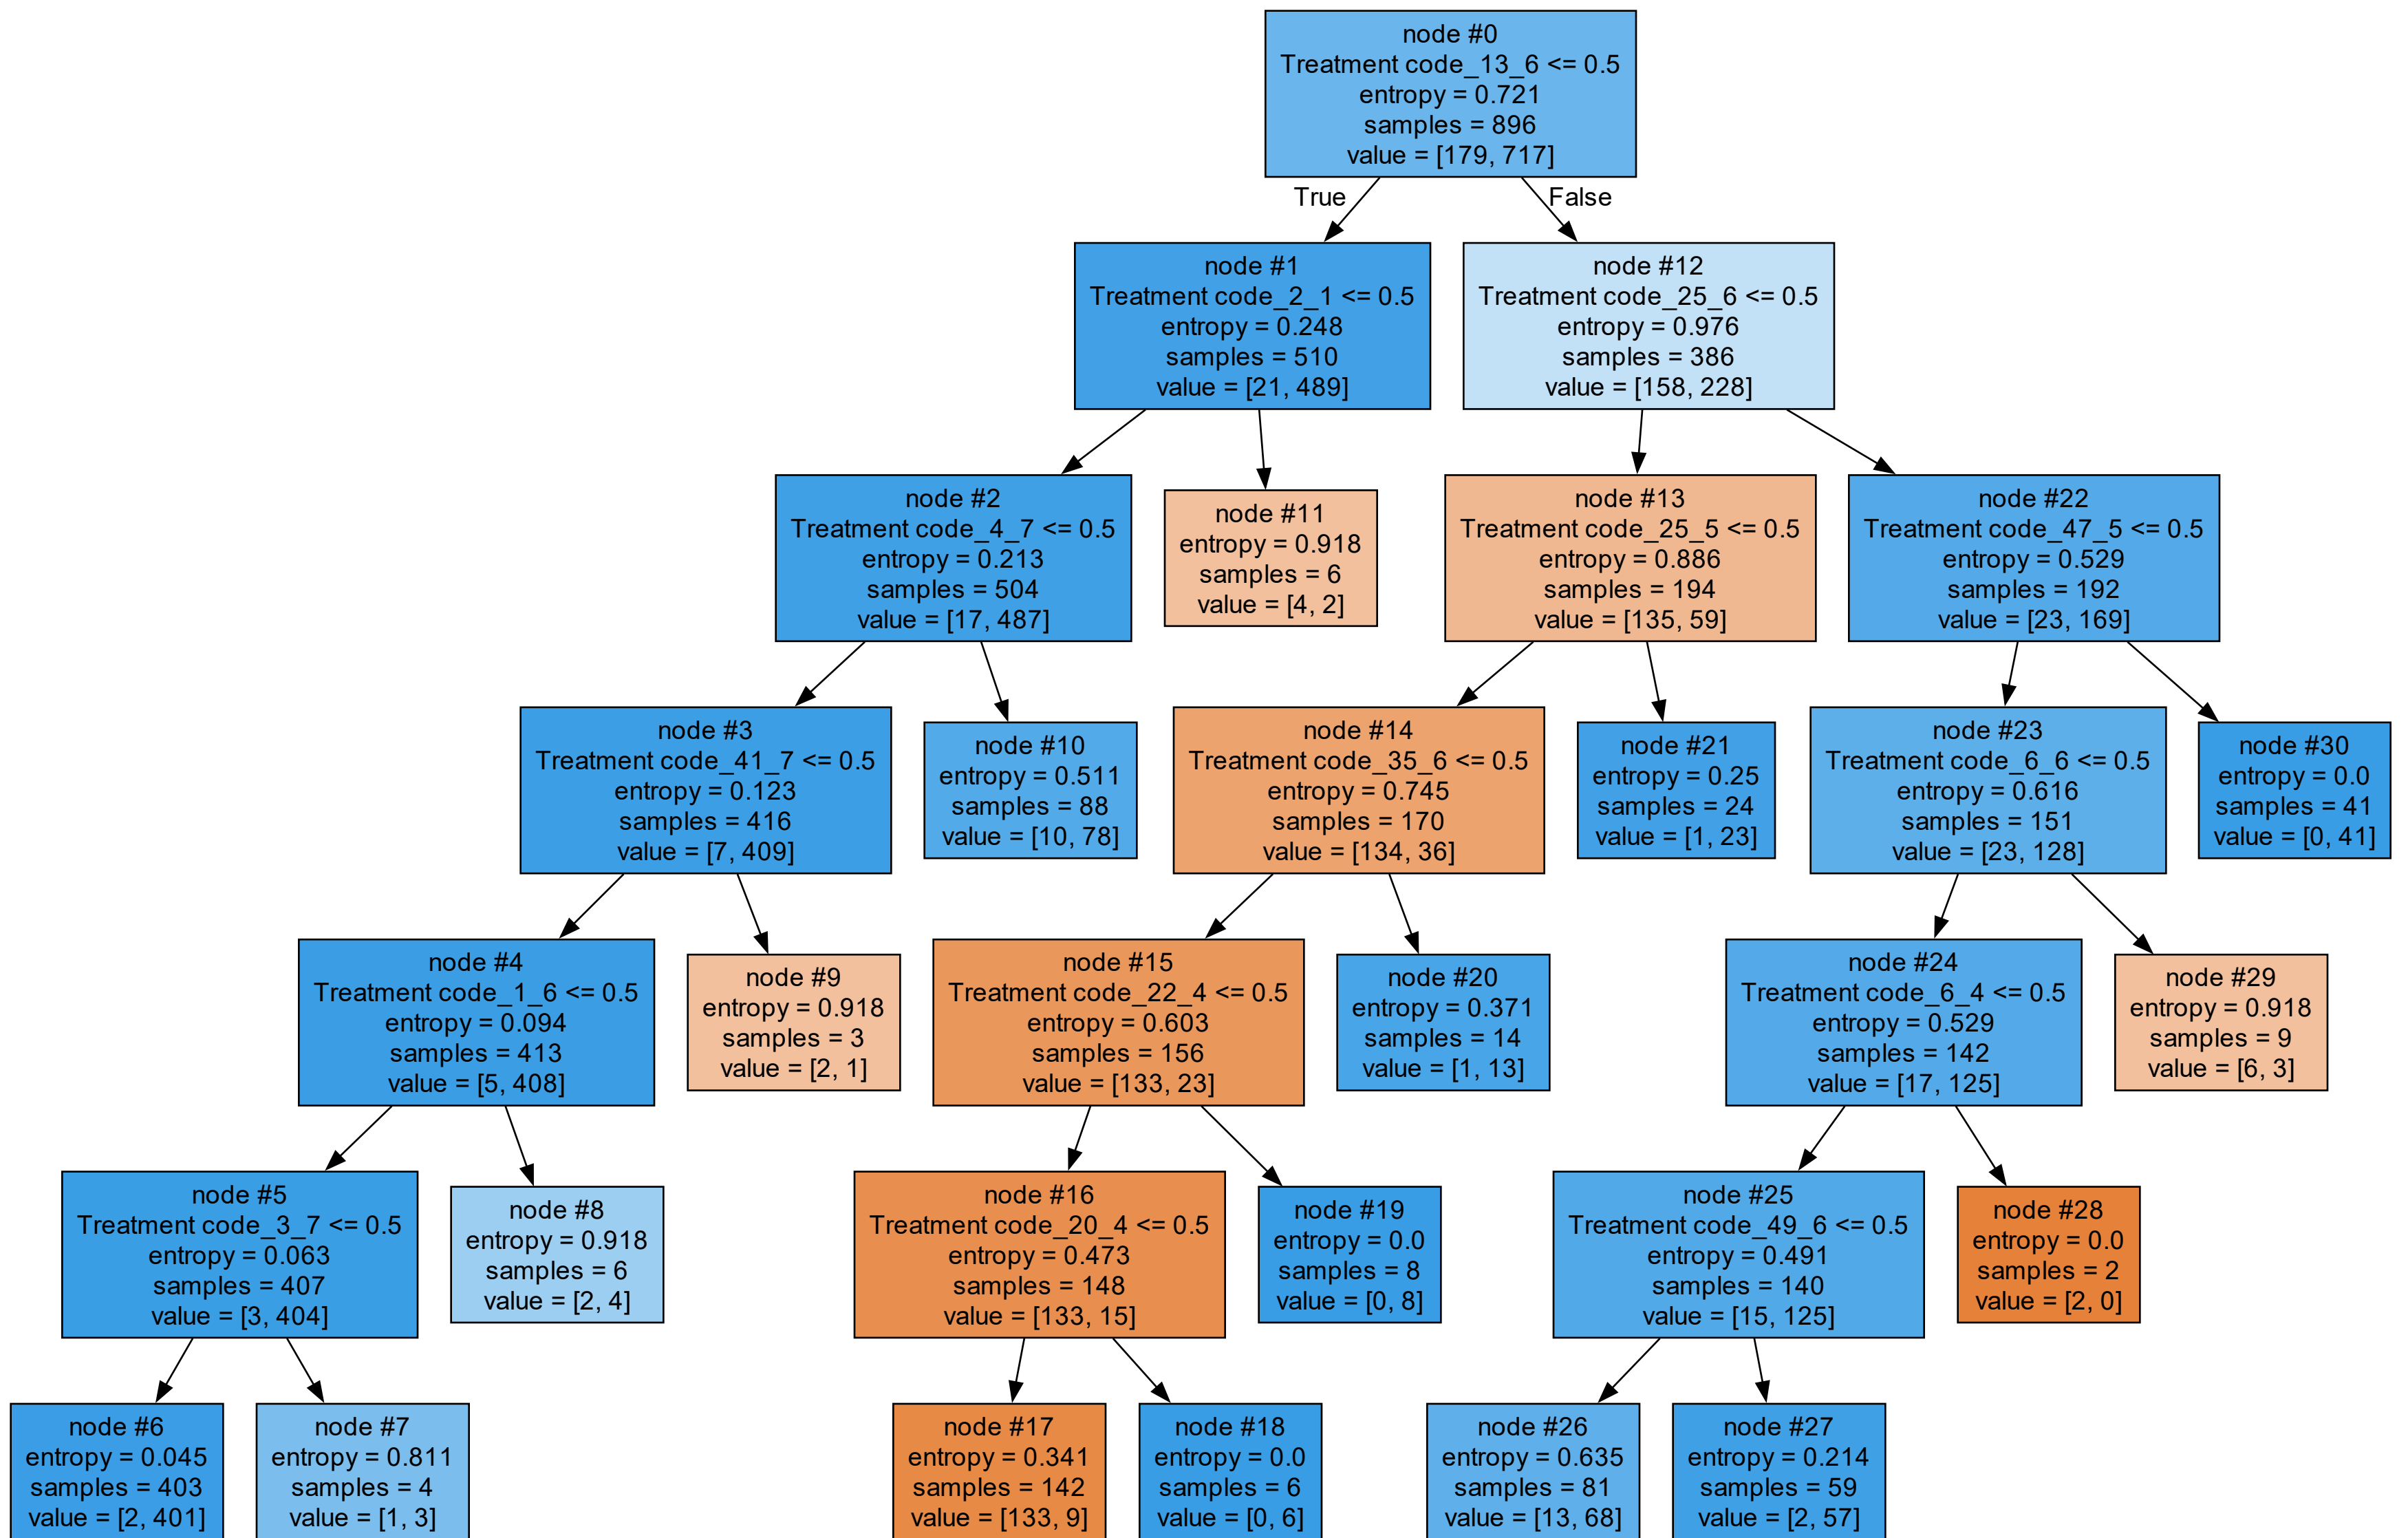 node #0
Treatment code_13_6 <= 0.5
entropy = 0.721
samples = 896
value = [179, 717]
True
False
node #1
Treatment code_2_1 <= 0.5
entropy = 0.248
samples = 510
value = [21, 489]
node #12
Treatment code_25_6 <= 0.5
entropy = 0.976
samples = 386
value = [158, 228]
node #2
Treatment code_4_7 <= 0.5
entropy = 0.213
samples = 504
value = [17, 487]
node #11
entropy = 0.918
samples = 6
value = [4, 2]
node #13
Treatment code_25_5 <= 0.5
entropy = 0.886
samples = 194
value = [135, 59]
node #22
Treatment code_47_5 <= 0.5
entropy = 0.529
samples = 192
value = [23, 169]
node #3
Treatment code_41_7 <= 0.5
entropy = 0.123
samples = 416
value = [7, 409]
node #10
entropy = 0.511
samples = 88
value = [10, 78]
node #14
Treatment code_35_6 <= 0.5
entropy = 0.745
samples = 170
value = [134, 36]
node #21
entropy = 0.25
samples = 24
value = [1, 23]
node #23
Treatment code_6_6 <= 0.5
entropy = 0.616
samples = 151
value = [23, 128]
node #30
entropy = 0.0
samples = 41
value = [0, 41]
node #4
Treatment code_1_6 <= 0.5
entropy = 0.094
samples = 413
value = [5, 408]
node #9
entropy = 0.918
samples = 3
value = [2, 1]
node #15
Treatment code_22_4 <= 0.5
entropy = 0.603
samples = 156
value = [133, 23]
node #20
entropy = 0.371
samples = 14
value = [1, 13]
node #24
Treatment code_6_4 <= 0.5
entropy = 0.529
samples = 142
value = [17, 125]
node #29
entropy = 0.918
samples = 9
value = [6, 3]
node #5
Treatment code_3_7 <= 0.5
entropy = 0.063
samples = 407
value = [3, 404]
node #8
entropy = 0.918
samples = 6
value = [2, 4]
node #16
Treatment code_20_4 <= 0.5
entropy = 0.473
samples = 148
value = [133, 15]
node #19
entropy = 0.0
samples = 8
value = [0, 8]
node #25
Treatment code_49_6 <= 0.5
entropy = 0.491
samples = 140
value = [15, 125]
node #28
entropy = 0.0
samples = 2
value = [2, 0]
node #6
entropy = 0.045
samples = 403
value = [2, 401]
node #7
entropy = 0.811
samples = 4
value = [1, 3]
node #17
entropy = 0.341
samples = 142
value = [133, 9]
node #18
entropy = 0.0
samples = 6
value = [0, 6]
node #26
entropy = 0.635
samples = 81
value = [13, 68]
node #27
entropy = 0.214
samples = 59
value = [2, 57]